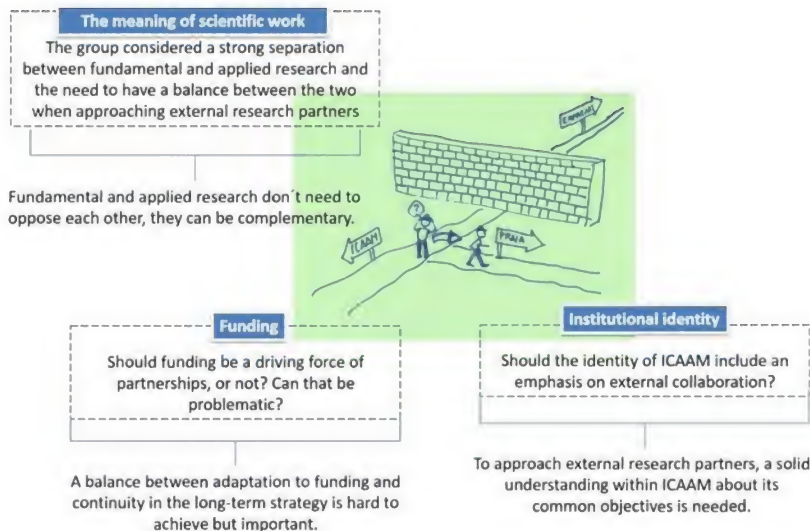 The meaning of scientific work
The group considered a strong separation
between fundamental and applied research and
the need to have a balance between the two
when approaching external research partners
Fundamental and applied research don´t need to
oppose each other, they can be complementary.
?
ICAAM
PRAIA
Funding
Should funding be a driving force of
partnerships, or not? Can that be
problematic?
A balance between adaptation to funding and
continuity in the long-term strategy is hard to
achieve but important.
Institutional identity
Should the identity of ICAAM include an
emphasis on external collaboration?
To approach external research partners, a solid
understanding within ICAAM about its
common objectives is needed.